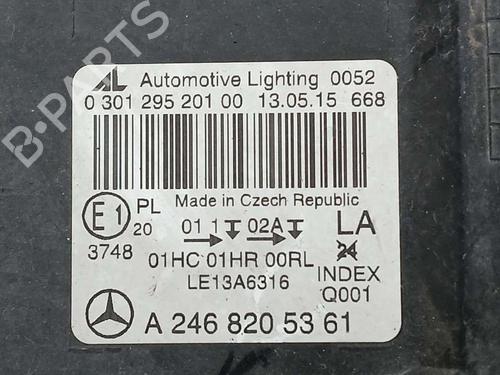 AL Automotive Lighting 0052
0 301 295 201 00 13.05.15 668
Made in Czech Republic
E1 PL 01 1 02A LA
20
3748
24
01HC 01HR 00RL INDEX
LE13A6316 Q001
A 246 820 53 61
B-PARTS